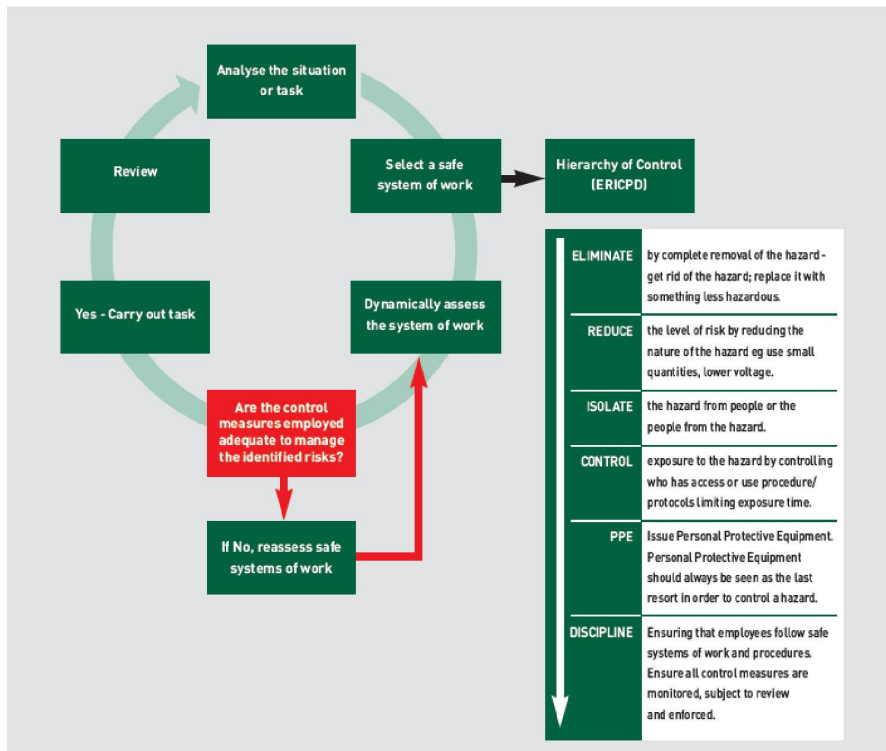 Analyse the situation
or task
Select a safe
system of work
Hierarchy of Control
(ERICPD)
Dynamically assess
the system of work
Are the control
measures employed
adequate to manage
the identified risks?
If No, reassess safe
systems of work
Yes - Carry out task
Review
ELIMINATE
by complete removal of the hazard -
get rid of the hazard; replace it with
something less hazardous.
REDUCE
the level of risk by reducing the
nature of the hazard eg use small
quantities, lower voltage.
ISOLATE
the hazard from people or the
people from the hazard.
CONTROL
exposure to the hazard by controlling
who has access or use procedure/
protocols limiting exposure time.
PPE
Issue Personal Protective Equipment.
Personal Protective Equipment
should always be seen as the last
resort in order to control a hazard.
DISCIPLINE
Ensuring that employees follow safe
systems of work and procedures.
Ensure all control measures are
monitored, subject to review
and enforced.